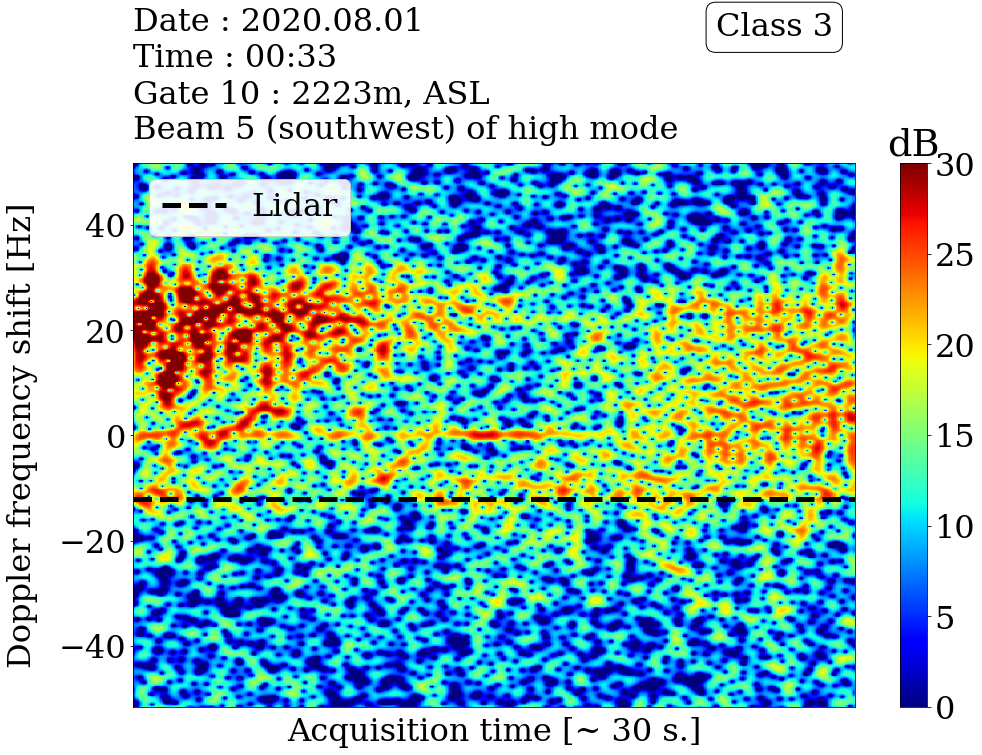 Date : 2020.08.01
Time : 00:33
Gate 10 : 2223m, ASL
Beam 5 (southwest) of high mode
Class 3
dB
Lidar
Doppler frequency shift [Hz]
40
20
0
−20
−40
Acquisition time [~ 30 s.]
30
25
20
15
10
5
0